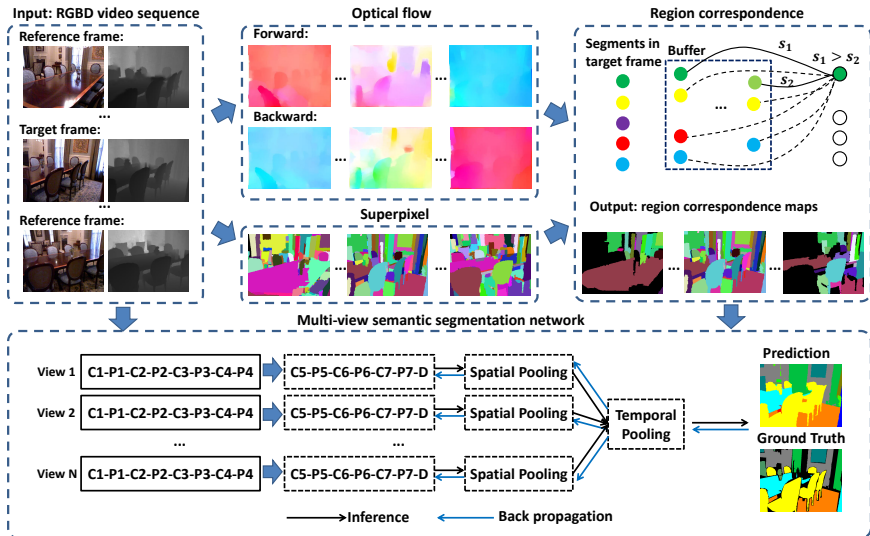 Input: RGBD video sequence
Reference frame:
...
Target frame:
...
Reference frame:
Optical flow
Forward:
... ...
Backward:
... ...
Superpixel
... ...
Region correspondence
Segments in
target frame
Buffer
...
s1
s2
s1 > s2
Output: region correspondence maps
... ...
Multi-view semantic segmentation network
View 1 C1-P1-C2-P2-C3-P3-C4-P4 C5-P5-C6-P6-C7-P7-D Spatial Pooling
View 2 C1-P1-C2-P2-C3-P3-C4-P4 C5-P5-C6-P6-C7-P7-D Spatial Pooling
... ...
View N C1-P1-C2-P2-C3-P3-C4-P4 C5-P5-C6-P6-C7-P7-D Spatial Pooling
Temporal
Pooling
Prediction
Ground Truth
Inference Back propagation